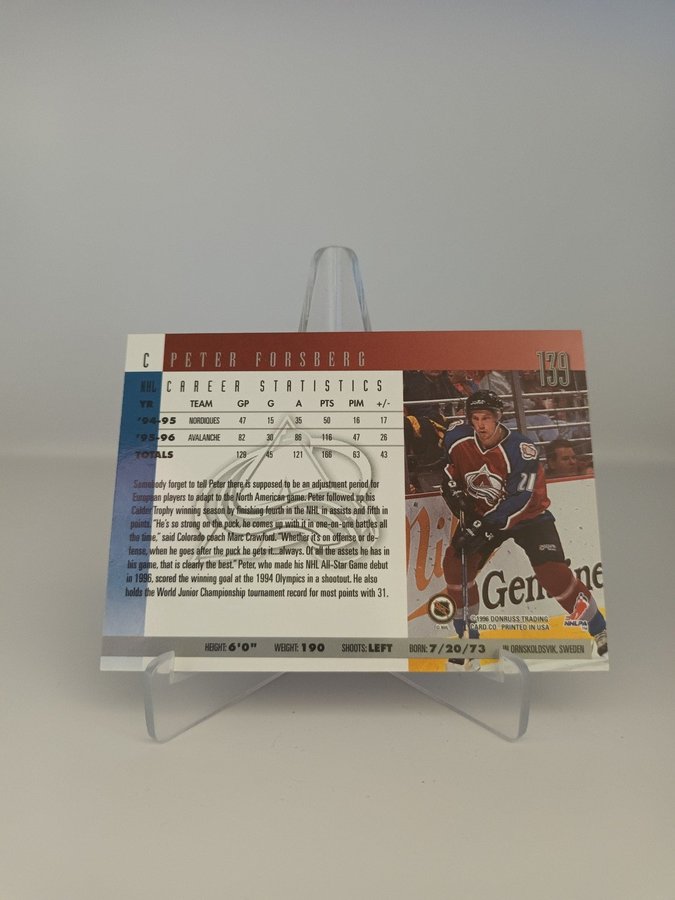 C PETER FORSBERG 139
NHL CAREER STATISTICS
YR TEAM GP G A PTS PIM +/-
'94-95 NORDIQUES 47 15 35 50 16 17
'95-96 AVALANCHE 82 30 86 116 47 26
TOTALS 129 45 121 166 63 43
Somebody forget to tell Peter there is supposed to be an adjustment period for
European players to adapt to the North American game. Peter followed up his
Calder Trophy winning season by finishing fourth in the NHL in assists and fifth in
points. "He's so strong on the puck, he comes up with it in one-on-one battles all
the time," said Colorado coach Marc Crawford. "Whether it's on offense, or de-
fense, when he goes after the puck he gets it...always. Of all the assets he has in
his game, that is clearly the best." Peter, who made his NHL All-Star Game debut
in 1996, scored the winning goal at the 1994 Olympics in a shootout. He also
holds the World Junior Championship tournament record for most points with 31.
21
Genuine
©1996 DONRUSS TRADING
CARD CO. PRINTED IN USA
NHLPA
HEIGHT: 6'0" WEIGHT: 190 SHOOTS: LEFT BORN: 7/20/73 IN ORNSKOLDSVIK, SWEDEN